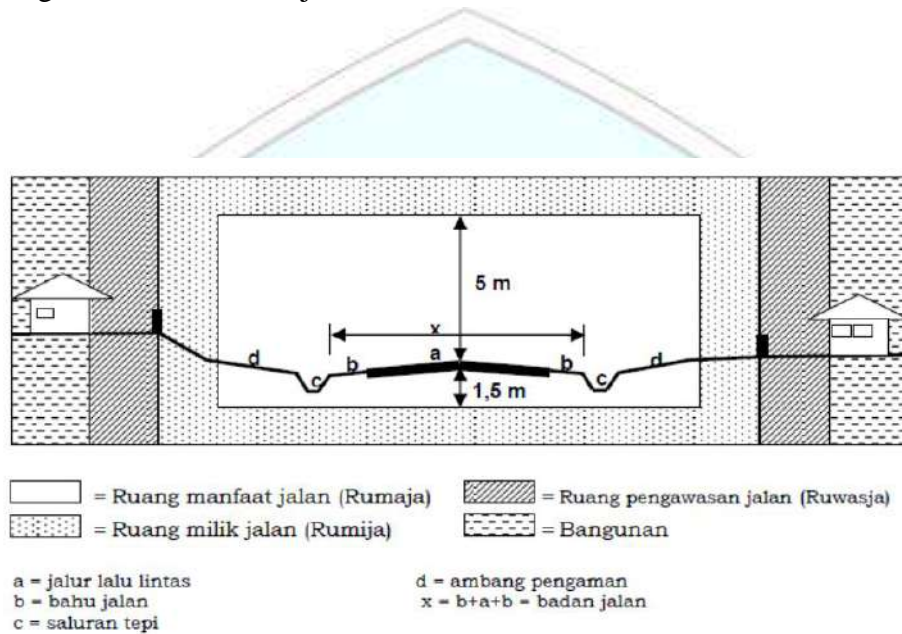 5 m
x
a
d
b
b
d
c
c
1,5 m
= Ruang manfaat jalan (Rumaja)
= Ruang pengawasan jalan (Ruwasja)
= Ruang milik jalan (Rumija)
= Bangunan
a = jalur lalu lintas
d = ambang pengaman
b = bahu jalan
x = b+a+b = badan jalan
c = saluran tepi